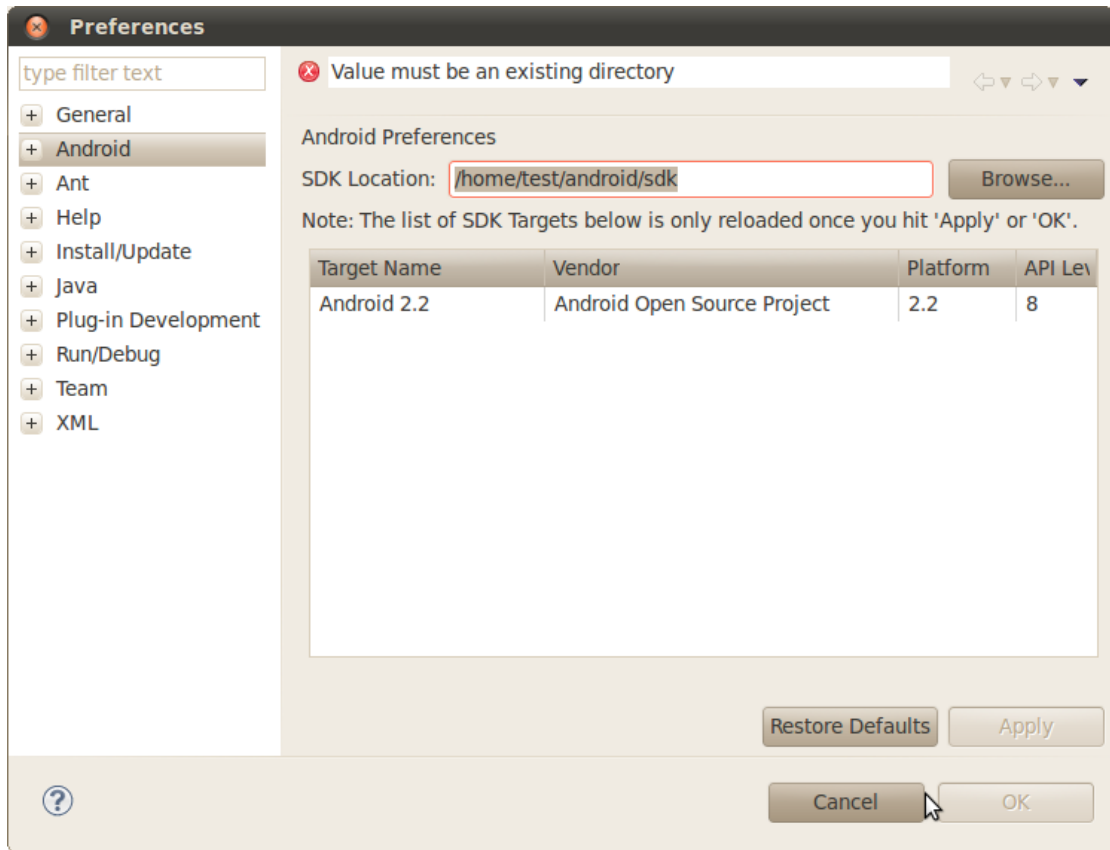 Preferences
type filter text
General
Android
Ant
Help
Install/Update
Java
Plug-in Development
Run/Debug
Team
XML
Value must be an existing directory
Android Preferences
SDK Location: /home/test/android/sdk Browse...
Note: The list of SDK Targets below is only reloaded once you hit 'Apply' or 'OK'.
Target Name Vendor Platform API Lev
Android 2.2 Android Open Source Project 2.2 8
Restore Defaults Apply
Cancel OK